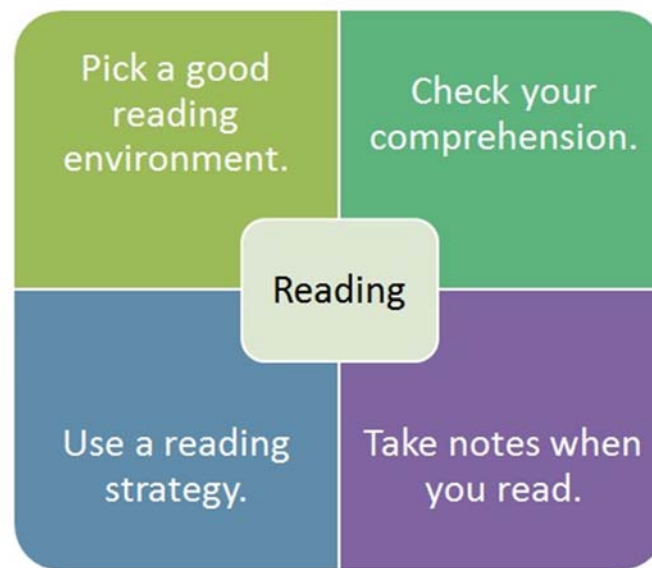 Pick a good
reading
environment.
Check your
comprehension.
Reading
Use a reading
strategy.
Take notes when
you read.